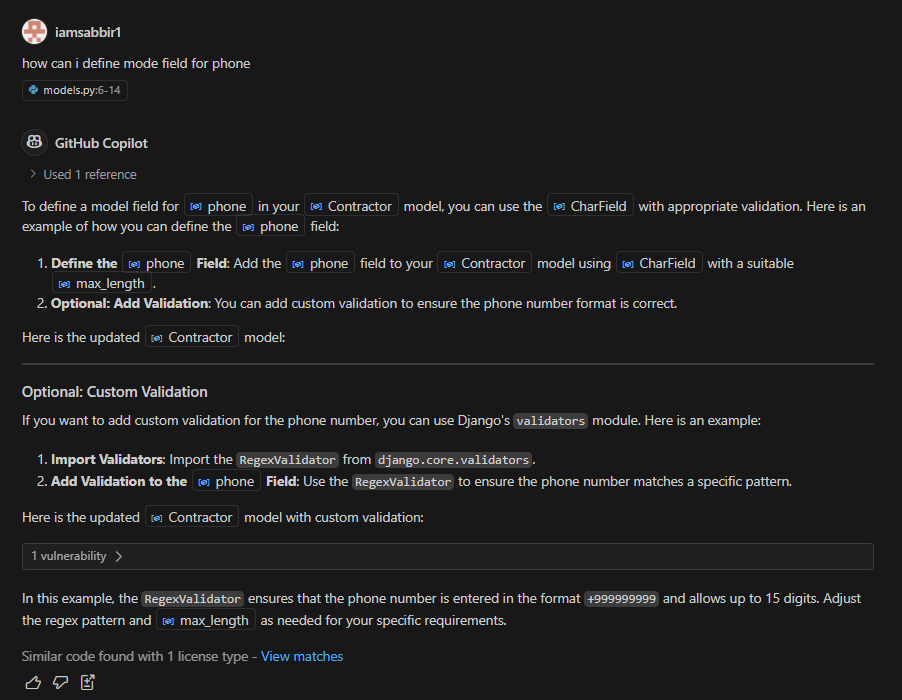 iamsabbir1
how can i define mode field for phone
models.py:6-14
GitHub Copilot
Used 1 reference
To define a model field for phone in your Contractor model, you can use the CharField with appropriate validation. Here is an
example of how you can define the phone field:
1. Define the phone Field: Add the phone field to your Contractor model using CharField with a suitable
max_length .
2. Optional: Add Validation: You can add custom validation to ensure the phone number format is correct.
Here is the updated Contractor model:
Optional: Custom Validation
If you want to add custom validation for the phone number, you can use Django's validators module. Here is an example:
1. Import Validators: Import the RegexValidator from django.core.validators.
2. Add Validation to the phone Field: Use the RegexValidator to ensure the phone number matches a specific pattern.
Here is the updated Contractor model with custom validation:
1 vulnerability
In this example, the RegexValidator ensures that the phone number is entered in the format +999999999 and allows up to 15 digits. Adjust
the regex pattern and max_length as needed for your specific requirements.
Similar code found with 1 license type - View matches